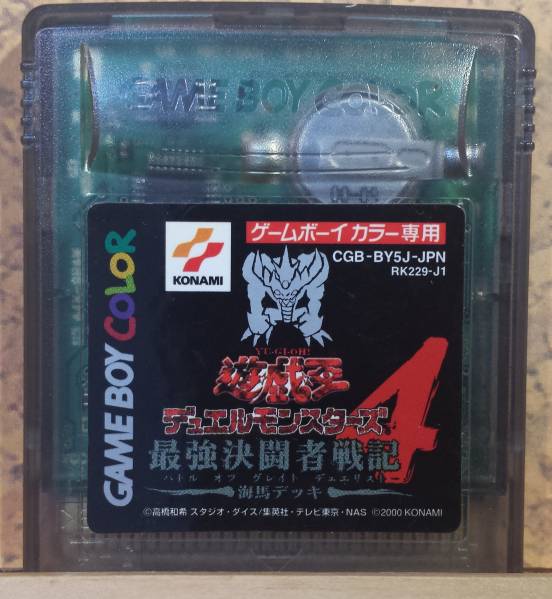 GAME BOY COLOR
ゲームボーイ カラー専用
KONAMI
CGB-BY5J-JPN
RK229-J1
GAME BOY COLOR
YU-GI-OH!
遊戯王
デュエルモンスターズ4
最強決闘者戦記
バトル オブ グレイト デュエリスト
海馬デッキ
©高橋和希 スタジオ・ダイス/集英社・テレビ東京・NAS ©2000 KONAMI